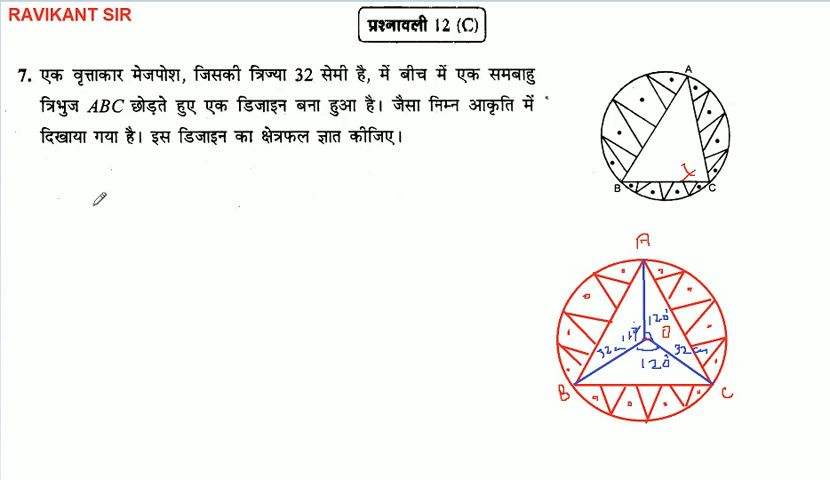 RAVIKANT SIR
प्रश्नावली 12 (C)
7. एक वृत्ताकार मेजपोश, जिसकी त्रिज्या 32 सेमी है, में बीच में एक समबाहु
त्रिभुज ABC छोड़ते हुए एक डिजाइन बना हुआ है। जैसा निम्न आकृति में
दिखाया गया है। इस डिजाइन का क्षेत्रफल ज्ञात कीजिए।
A
B
C
A
120°
32cm
32cm
120°
B
C